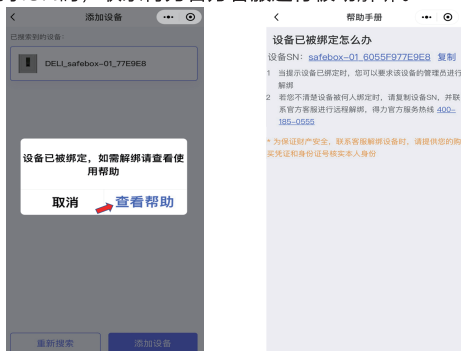 添加设备
已搜索到的设备:
DELI_safebox-01_77E9E8
设备已被绑定,如需解绑请查看使
用帮助
取消
查看帮助
重新搜索
添加设备
帮助手册
设备已被绑定怎么办
设备SN: safebox-01_6055F977E9E8 复制
1 当提示设备已绑定时,您可以要求该设备的管理员进行
解绑
2 若您不清楚设备被何人绑定时,请复制设备SN,并联
系官方客服进行远程解绑,得力官方服务热线 400-
185-0555
* 为保证财产安全,联系客服解绑设备时,请提供您的购
买凭证和身份证号核实本人身份